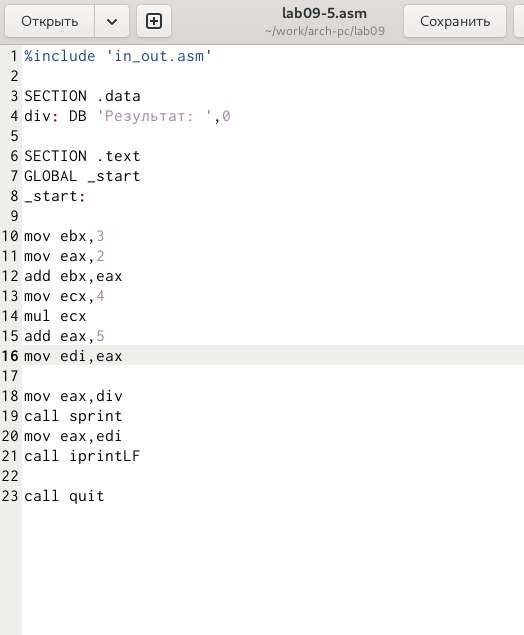 Открыть
lab09-5.asm
~/work/arch-pc/lab09
Сохранить
1 %include 'in_out.asm'
2
3 SECTION .data
4 div: DB 'Результат: ',0
5
6 SECTION .text
7 GLOBAL _start
8 _start:
9
10 mov ebx,3
11 mov eax,2
12 add ebx,eax
13 mov ecx,4
14 mul ecx
15 add eax,5
16 mov edi,eax
17
18 mov eax,div
19 call sprint
20 mov eax,edi
21 call iprintLF
22
23 call quit